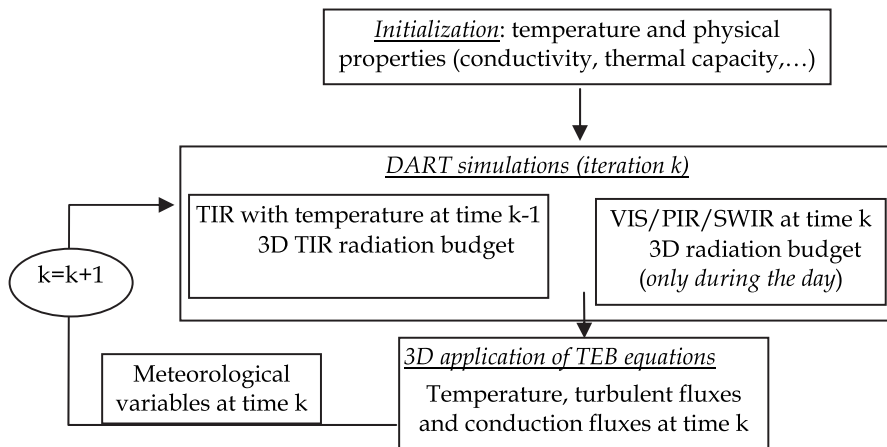 Initialization: temperature and physical
properties (conductivity, thermal capacity,…)
DART simulations (iteration k)
TIR with temperature at time k-1
3D TIR radiation budget
VIS/PIR/SWIR at time k
3D radiation budget
(only during the day)
k=k+1
3D application of TEB equations
Temperature, turbulent fluxes
and conduction fluxes at time k
Meteorological
variables at time k